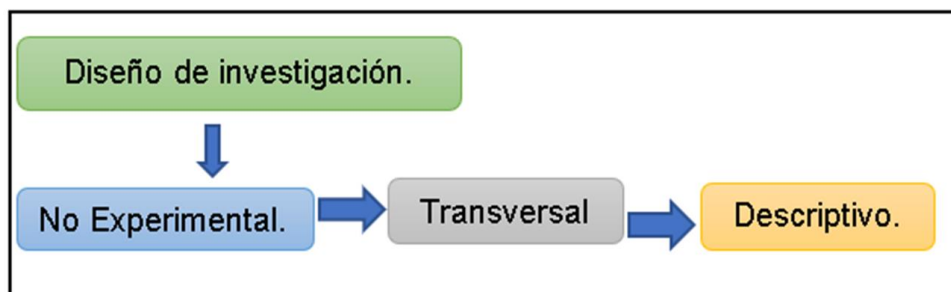 Diseño de investigación.
No Experimental.
Transversal
Descriptivo.